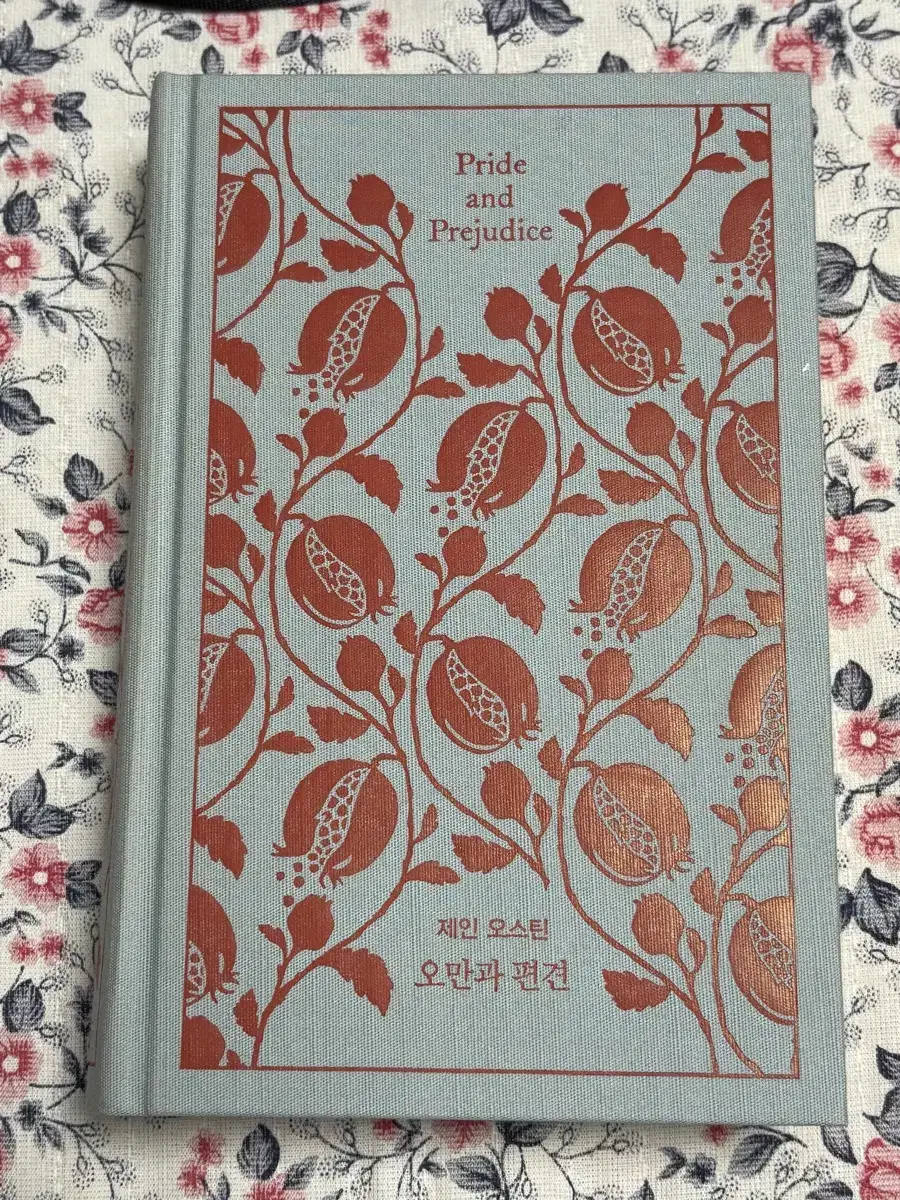 Pride
and
Prejudice
제인 오스틴
오만과 편견